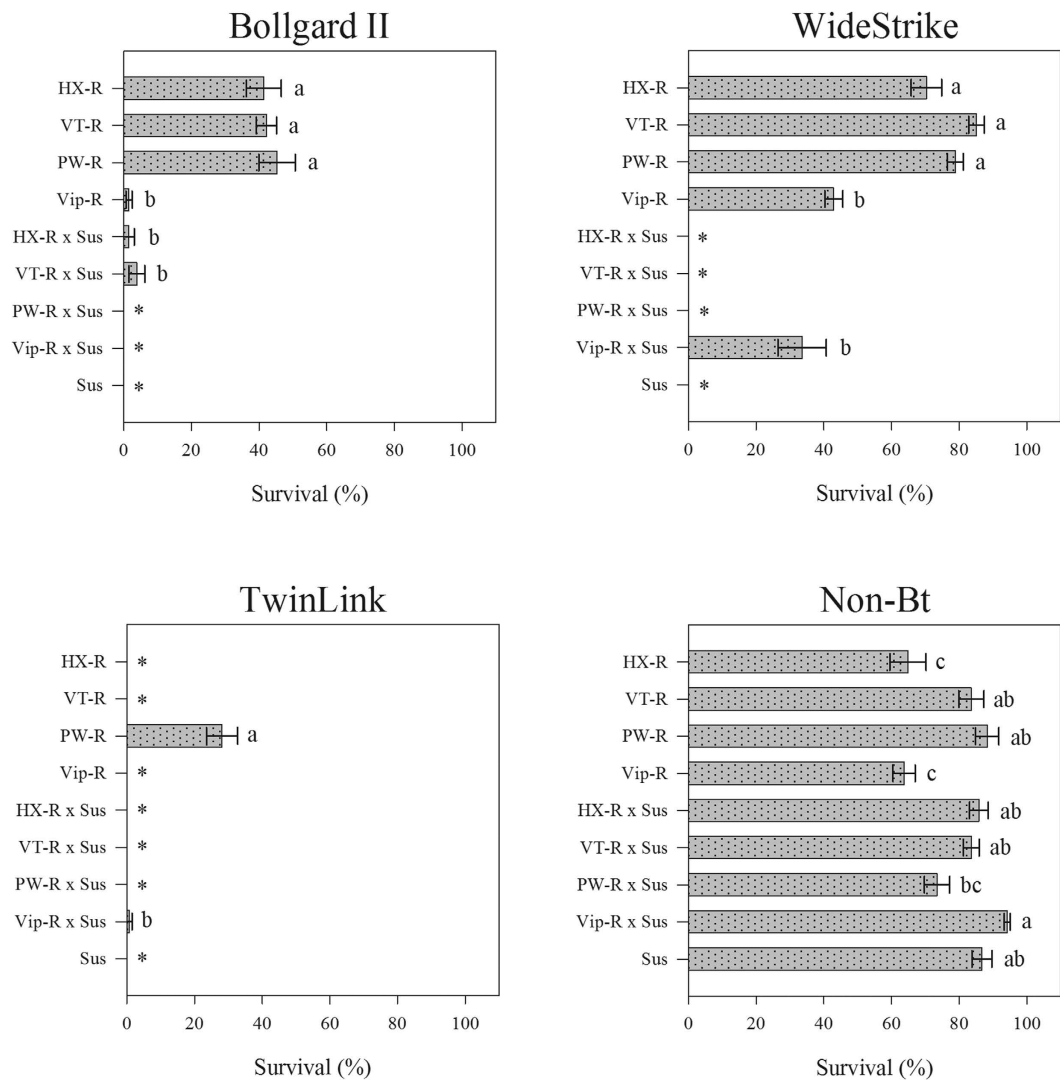 Bollgard II
HX-R
a
VT-R
a
PW-R
a
Vip-R
b
HX-R x Sus
b
VT-R x Sus
b
PW-R x Sus
*
Vip-R x Sus
*
Sus
*
0 20 40 60 80 100
Survival (%)
WideStrike
HX-R
a
VT-R
a
PW-R
a
Vip-R
b
HX-R x Sus
*
VT-R x Sus
*
PW-R x Sus
*
Vip-R x Sus
b
Sus
*
0 20 40 60 80 100
Survival (%)
TwinLink
HX-R
*
VT-R
*
PW-R
a
Vip-R
*
HX-R x Sus
*
VT-R x Sus
*
PW-R x Sus
*
Vip-R x Sus
b
Sus
*
0 20 40 60 80 100
Survival (%)
Non-Bt
HX-R
c
VT-R
ab
PW-R
ab
Vip-R
c
HX-R x Sus
ab
VT-R x Sus
ab
PW-R x Sus
bc
Vip-R x Sus
a
Sus
ab
0 20 40 60 80 100
Survival (%)